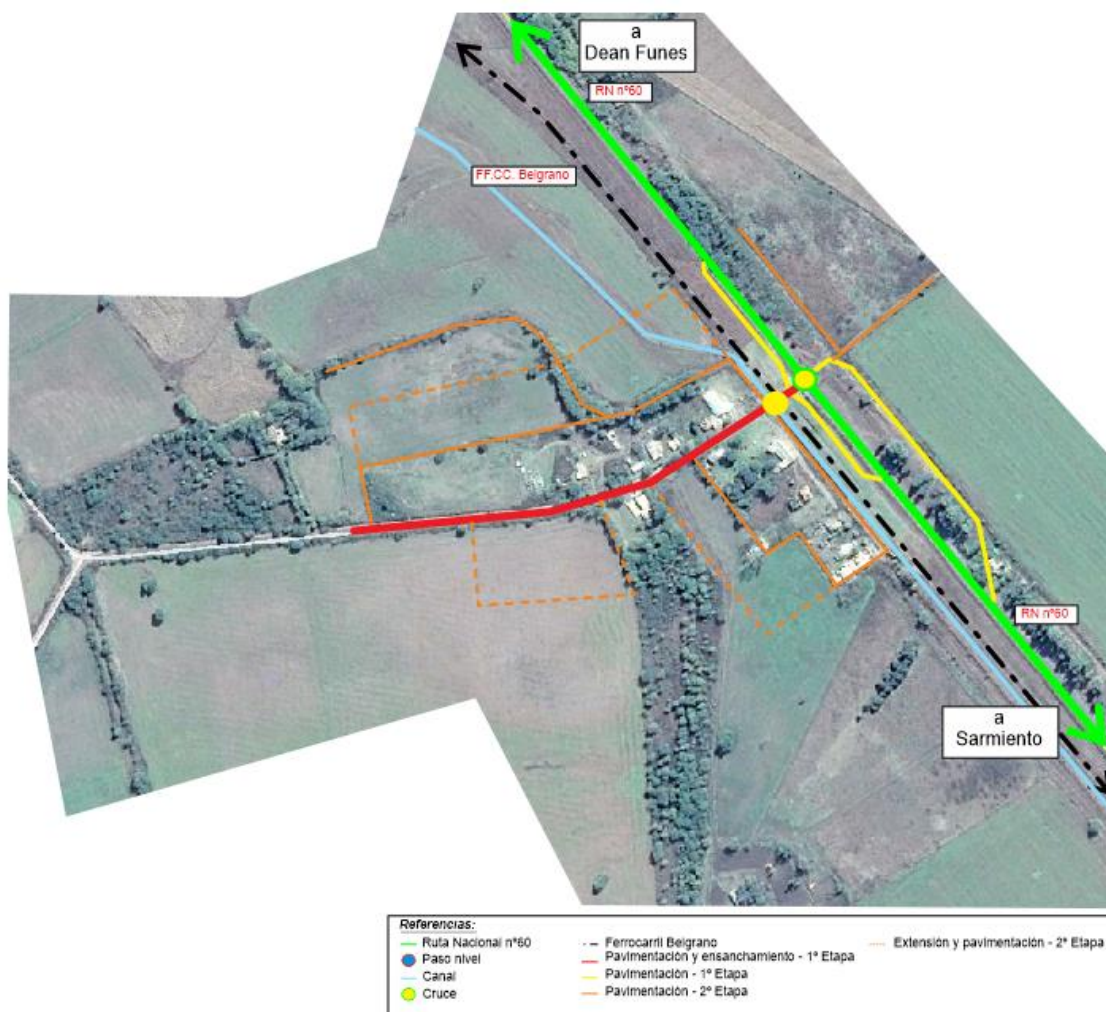 a
Dean Funes
RN nº60
FF.CC. Belgrano
RN nº60
a
Sarmiento
Referencias:
Ruta Nacional nº60
Paso nivel
Canal
Cruce
Ferrocarril Belgrano
Pavimentación y ensanchamiento - 1º Etapa
Pavimentación - 1º Etapa
Pavimentación - 2º Etapa
Extensión y pavimentación - 2º Etapa